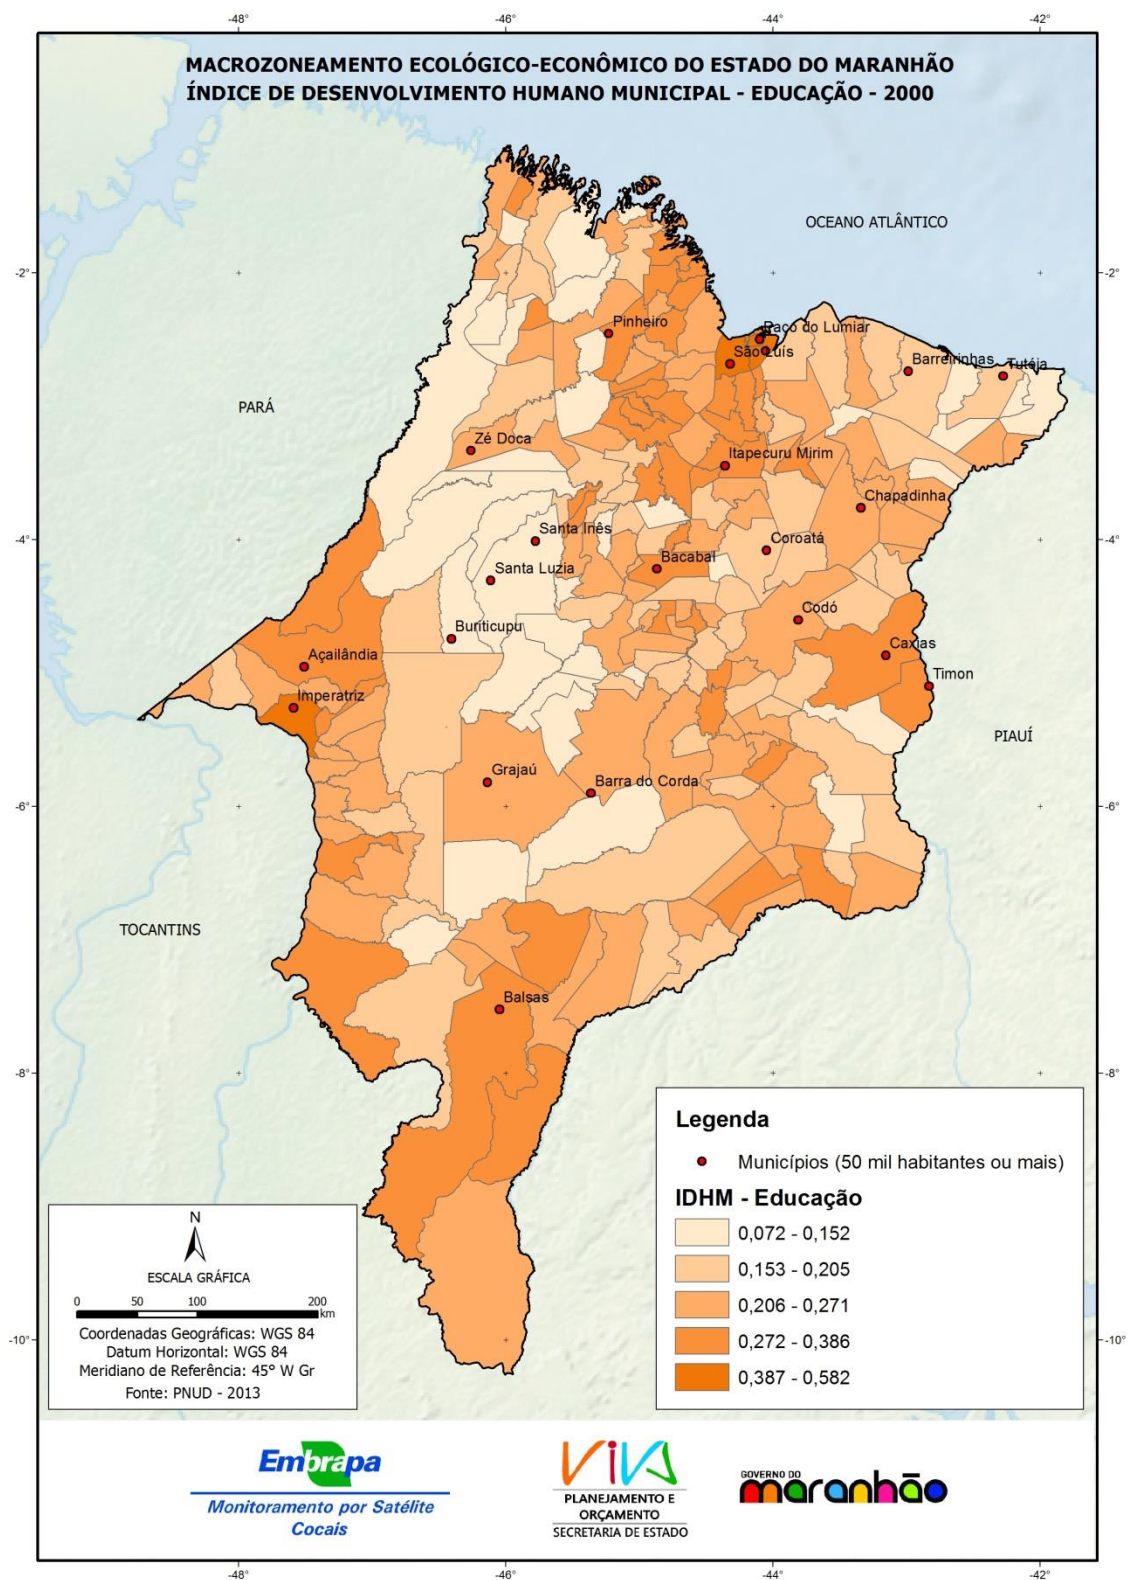 -48
-46
-44
-42
MACROZONEAMENTO ECOLÓGICO-ECONÔMICO DO ESTADO DO MARANHÃO
ÍNDICE DE DESENVOLVIMENTO HUMANO MUNICIPAL - EDUCAÇÃO - 2000
OCEANO ATLÂNTICO
-2°
-2°
Pinheiro
Paço do Lumiar
São Luís
Barreirinhas
Tutóia
PARÁ
Zé Doca
Itapecuru Mirim
Chapadinha
Santa Inês
Coroatá
-4°
-4°
Bacabal
Santa Luzia
Codó
Buriticupu
Caxias
Açailândia
Timon
Imperatriz
PIAUÍ
Grajaú
Barra do Corda
-6°
-6°
TOCANTINS
Balsas
-8°
-8°
Legenda
Municípios (50 mil habitantes ou mais)
IDHM - Educação
0,072 - 0,152
0,153 - 0,205
0,206 - 0,271
0,272 - 0,386
0,387 - 0,582
N
ESCALA GRÁFICA
0 50 100 200
km
Coordenadas Geográficas: WGS 84
Datum Horizontal: WGS 84
Meridiano de Referência: 45° W Gr
Fonte: PNUD - 2013
-10°
-10°
Embrapa
Monitoramento por Satélite
Cocais
VIVA
PLANEJAMENTO E
ORÇAMENTO
SECRETARIA DE ESTADO
GOVERNO DO
maranhão
-48
-46
-44
-42